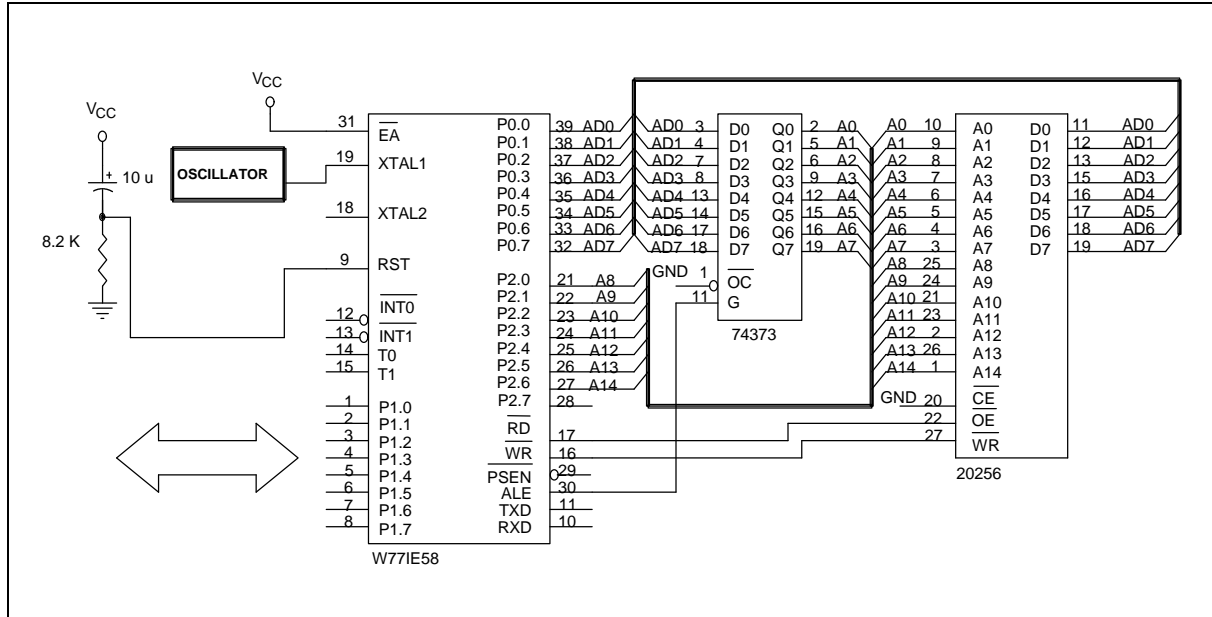 VCC
VCC
10 u
+
8.2 K
OSCILLATOR
31 EA
19 XTAL1
18 XTAL2
9 RST
12 INT0
13 INT1
14 T0
15 T1
1 P1.0
2 P1.1
3 P1.2
4 P1.3
5 P1.4
6 P1.5
7 P1.6
8 P1.7
P0.0 39 AD0
P0.1 38 AD1
P0.2 37 AD2
P0.3 36 AD3
P0.4 35 AD4
P0.5 34 AD5
P0.6 33 AD6
P0.7 32 AD7
P2.0 21 A8
P2.1 22 A9
P2.2 23 A10
P2.3 24 A11
P2.4 25 A12
P2.5 26 A13
P2.6 27 A14
P2.7 28
RD 17
WR 16
PSEN 29
ALE 30
TXD 11
RXD 10
W77IE58
AD0 3 D0 Q0 2 A0
AD1 4 D1 Q1 5 A1
AD2 7 D2 Q2 6 A2
AD3 8 D3 Q3 9 A3
AD4 13 D4 Q4 12 A4
AD5 14 D5 Q5 15 A5
AD6 17 D6 Q6 16 A6
AD7 18 D7 Q7 19 A7
GND 1 OC
11 G
74373
A0 10 A0 D0 11 AD0
A1 9 A1 D1 12 AD1
A2 8 A2 D2 13 AD2
A3 7 A3 D3 15 AD3
A4 6 A4 D4 16 AD4
A5 5 A5 D5 17 AD5
A6 4 A6 D6 18 AD6
A7 3 A7 D7 19 AD7
A8 25 A8
A9 24 A9
A10 21 A10
A11 23 A11
A12 2 A12
A13 26 A13
A14 1 A14
GND 20 CE
22 OE
27 WR
20256